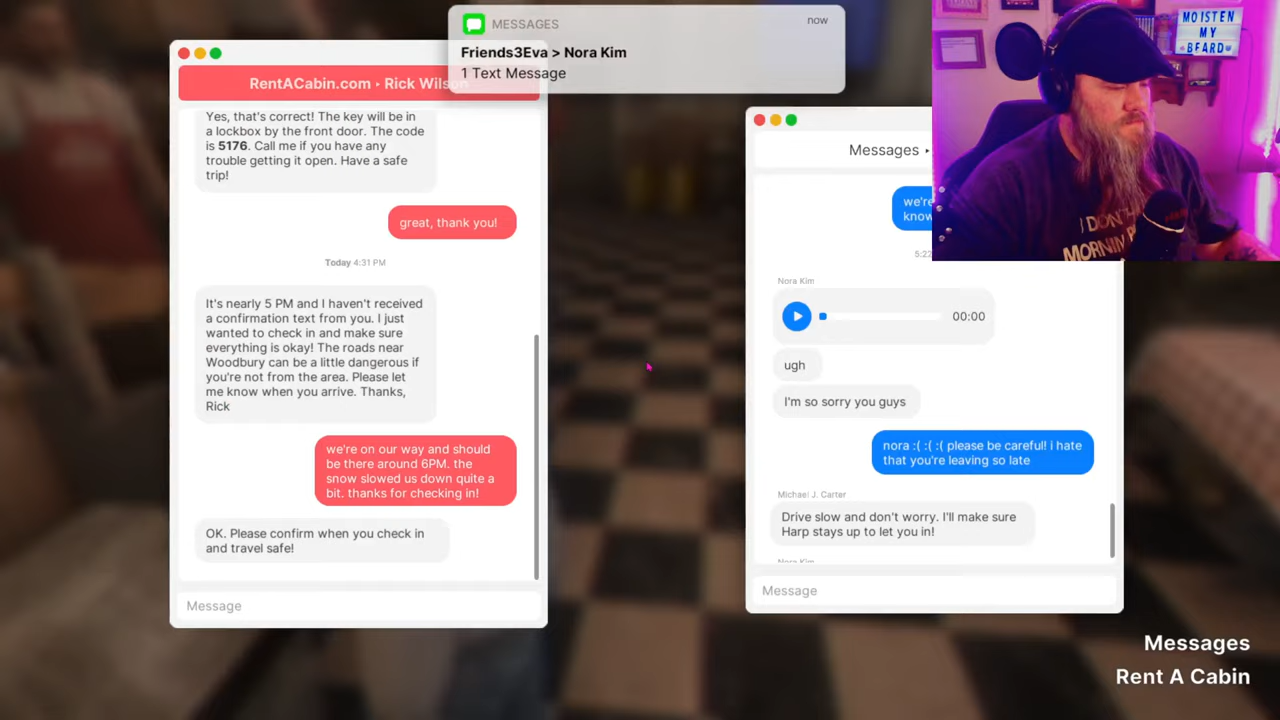 MESSAGES
now
Friends3Eva > Nora Kim
1 Text Message
RentACabin.com • Rick Wilson
Yes, that's correct! The key will be in
a lockbox by the front door. The code
is 5176. Call me if you have any
trouble getting it open. Have a safe
trip!
great, thank you!
Today 4:31 PM
It's nearly 5 PM and I haven't received
a confirmation text from you. I just
wanted to check in and make sure
everything is okay! The roads near
Woodbury can be a little dangerous if
you're not from the area. Please let
me know when you arrive. Thanks,
Rick
we're on our way and should
be there around 6PM. the
snow slowed us down quite a
bit. thanks for checking in!
OK. Please confirm when you check in
and travel safe!
Message
Messages •
we're
know
5:22
Nora Kim
00:00
ugh
I'm so sorry you guys
nora :( :( :( please be careful! i hate
that you're leaving so late
Michael J. Carter
Drive slow and don't worry. I'll make sure
Harp stays up to let you in!
Nora Kim
Message
MOISTEN
MY
BEARD
I DON'T
Messages
Rent A Cabin